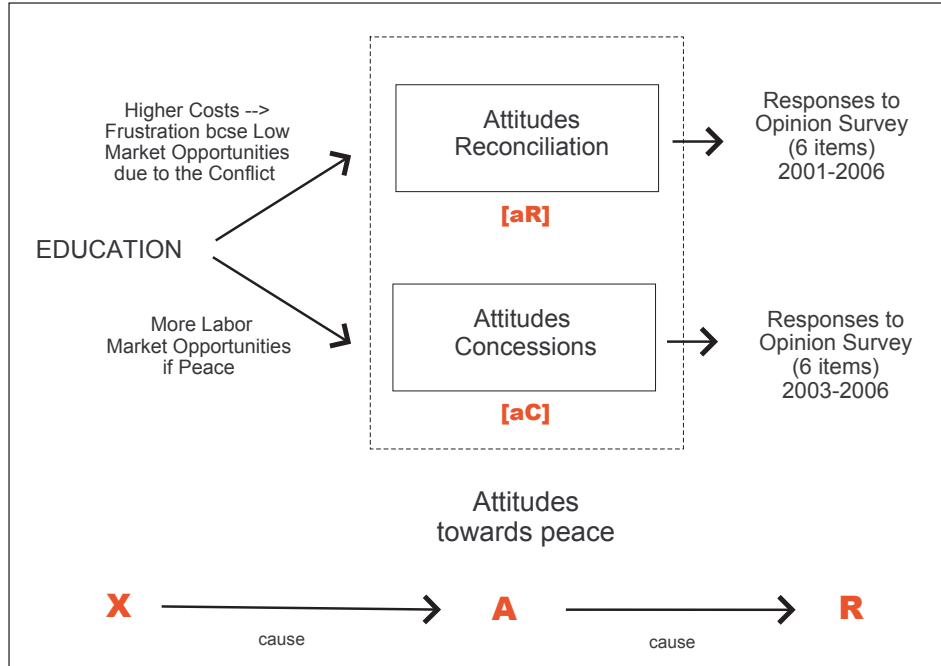 Higher Costs -->
Frustration bcse Low
Market Opportunities
due to the Conflict
Attitudes
Reconciliation
Responses to
Opinion Survey
(6 items)
2001-2006
[aR]
EDUCATION
More Labor
Market Opportunities
if Peace
Attitudes
Concessions
Responses to
Opinion Survey
(6 items)
2003-2006
[aC]
Attitudes
towards peace
X
A
R
cause
cause